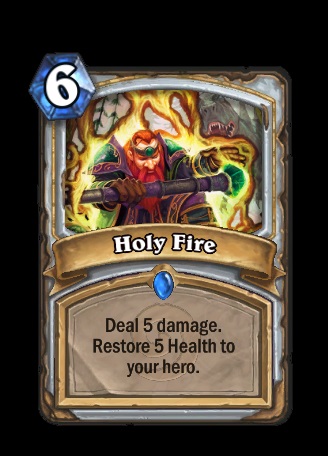 6
Holy Fire
Deal 5 damage.
Restore 5 Health to
your hero.